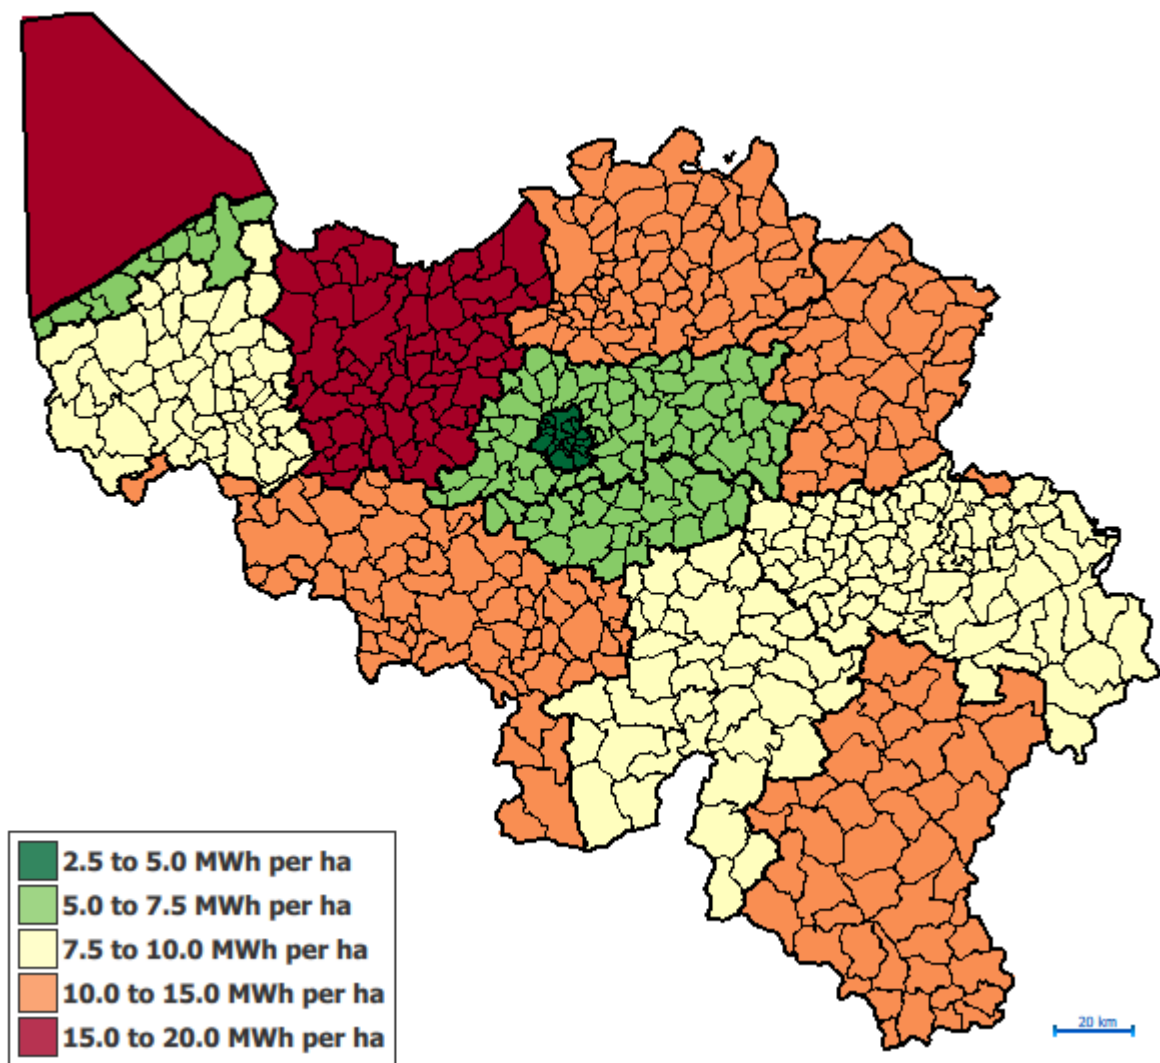 2.5 to 5.0 MWh per ha
5.0 to 7.5 MWh per ha
7.5 to 10.0 MWh per ha
10.0 to 15.0 MWh per ha
15.0 to 20.0 MWh per ha
20 km